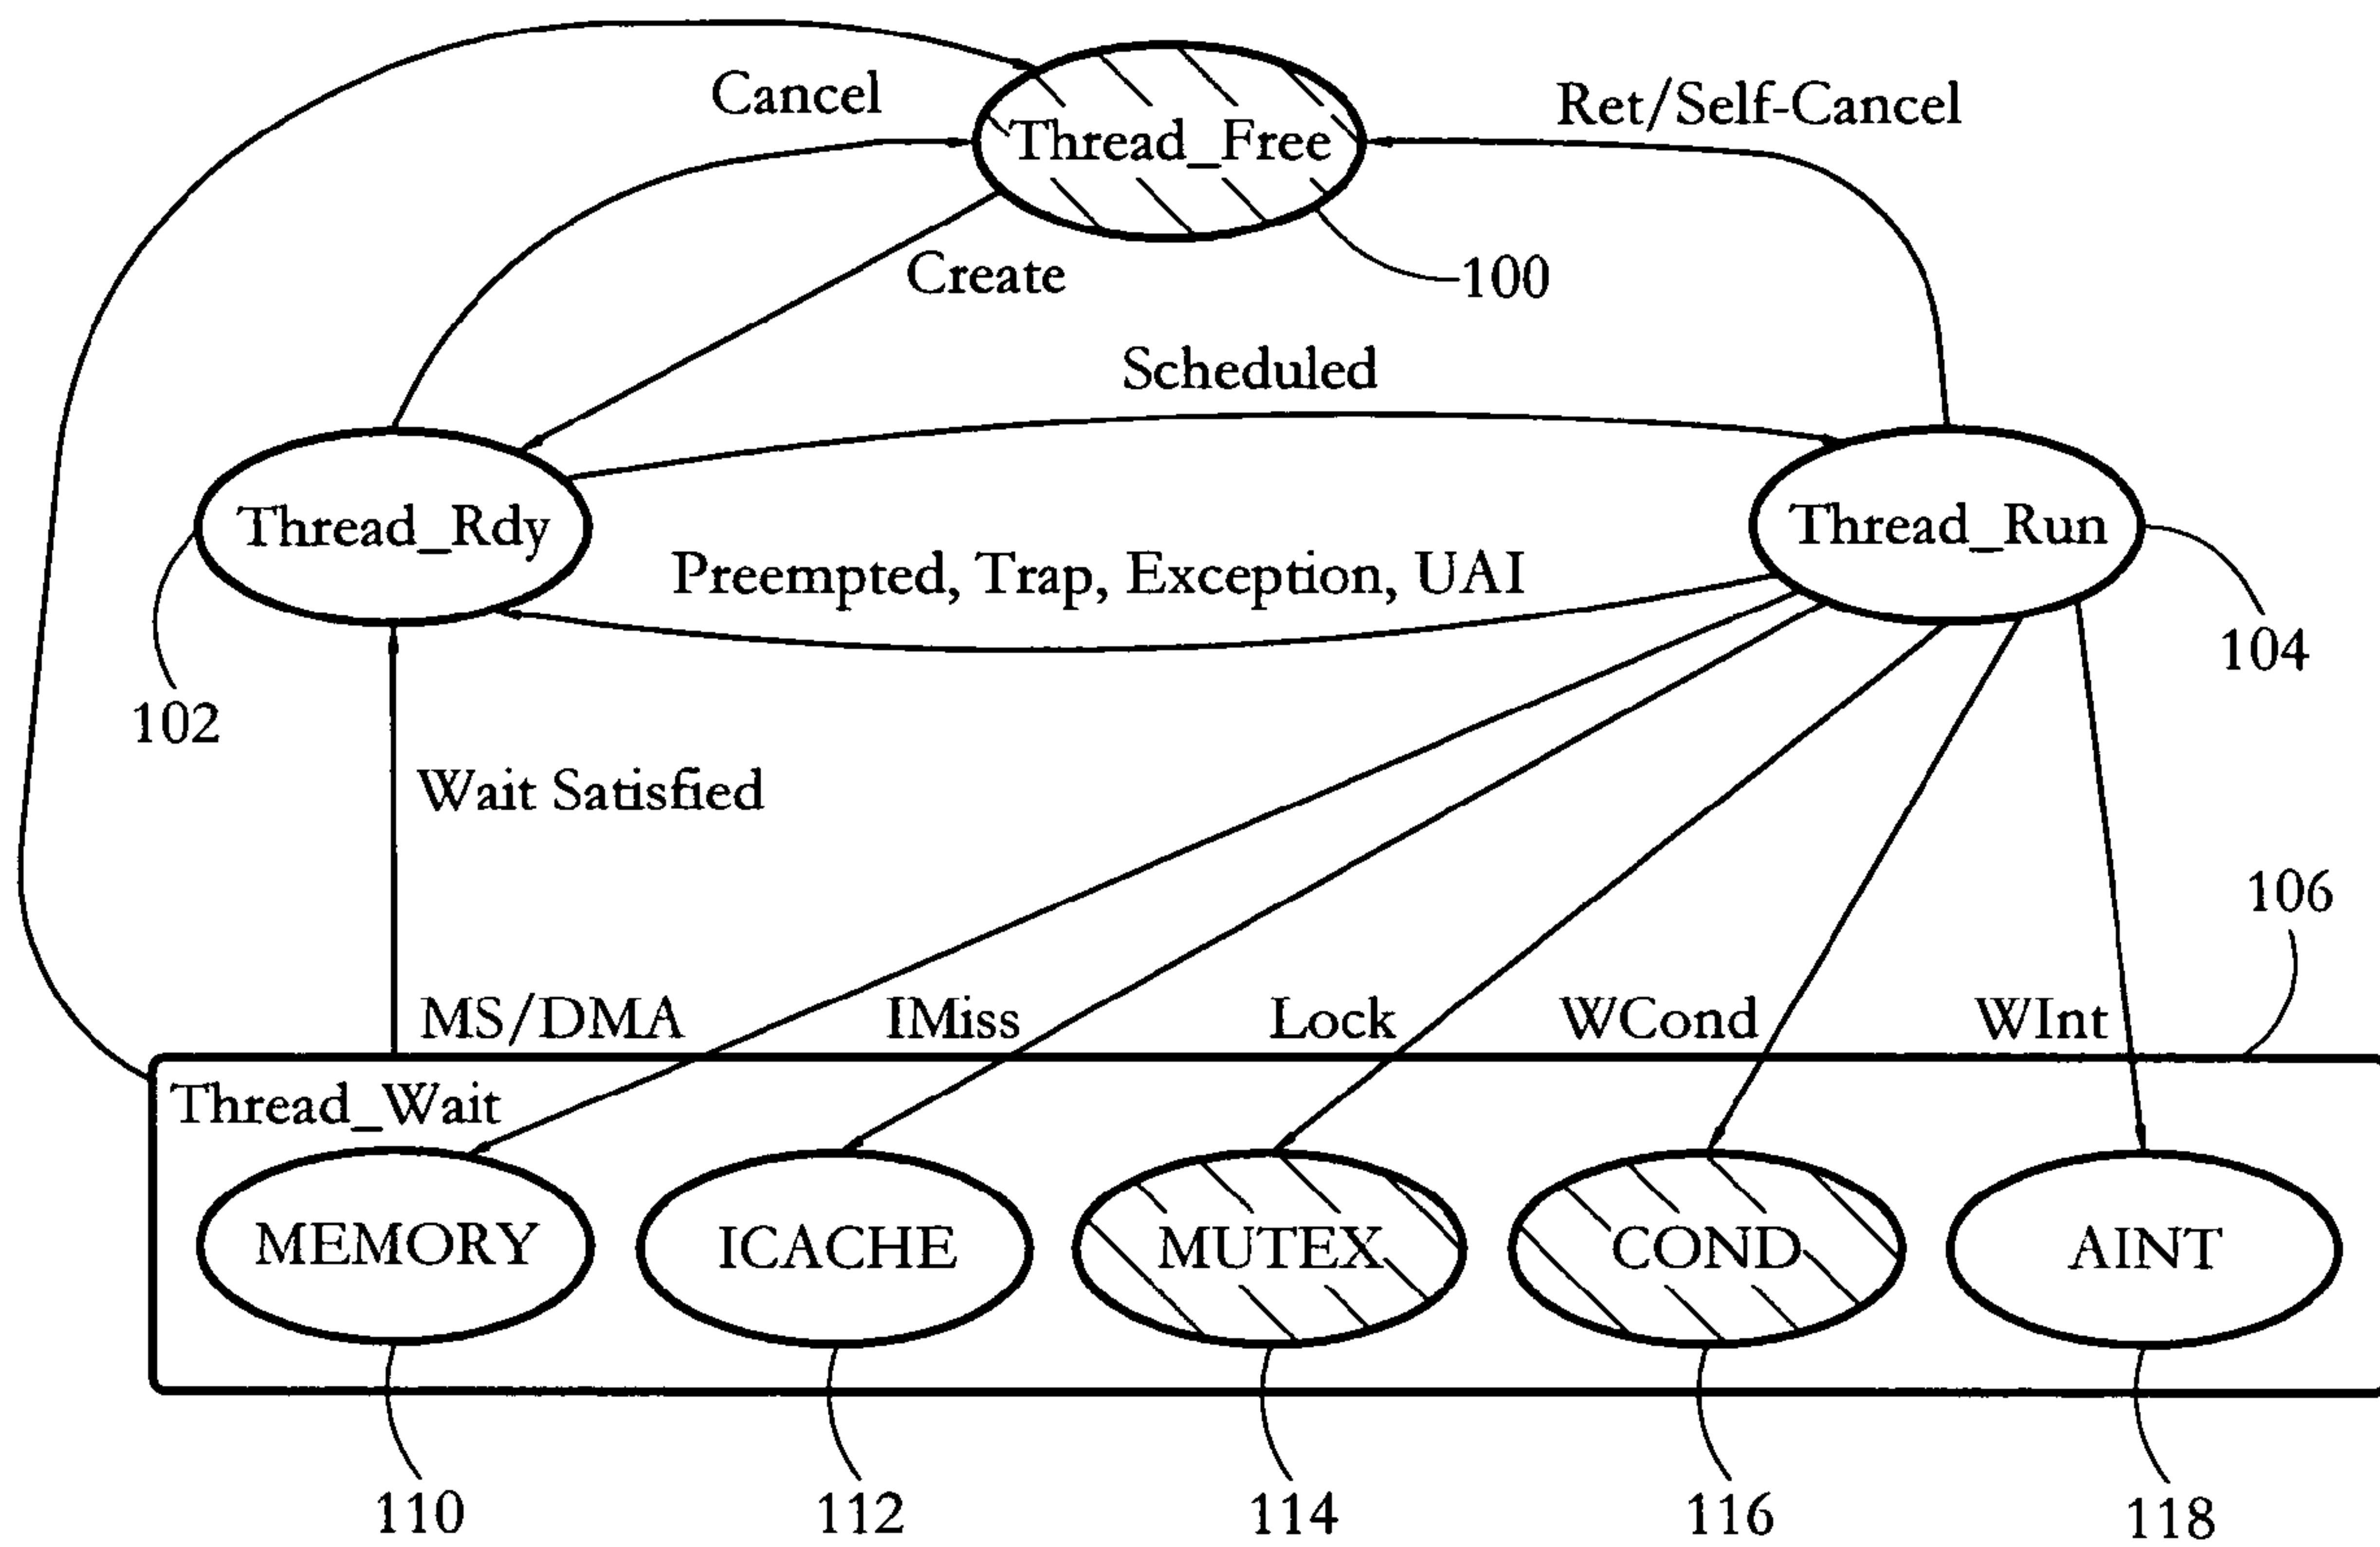 Cancel
Ret/Self-Cancel
Thread_Free
Create
100
Scheduled
Thread_Rdy
Thread_Run
Preempted, Trap, Exception, UAI
104
102
Wait Satisfied
106
MS/DMA
IMiss
Lock
WCond
WInt
Thread_Wait
MEMORY
ICACHE
MUTEX
COND
AINT
110
112
114
116
118